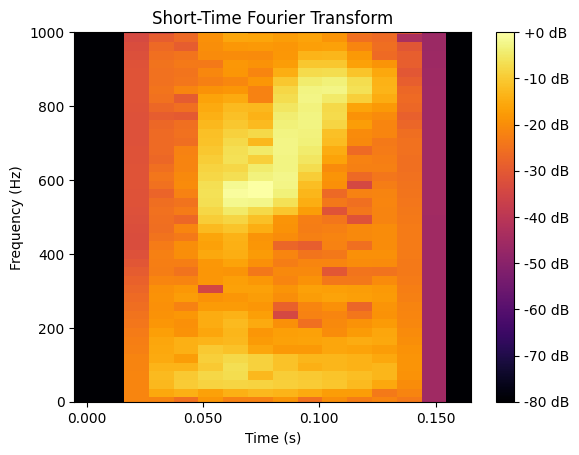 Short-Time Fourier Transform
1000
800
600
400
200
0
Frequency (Hz)
0.000
0.050
0.100
0.150
Time (s)
+0 dB
-10 dB
-20 dB
-30 dB
-40 dB
-50 dB
-60 dB
-70 dB
-80 dB